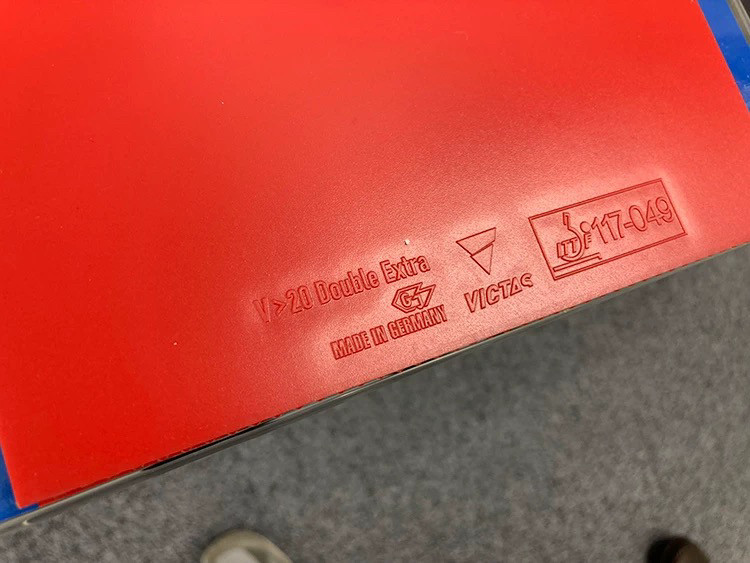 V>20 Double Extra
MADE IN GERMANY
VICTAS
ITTF 117-049